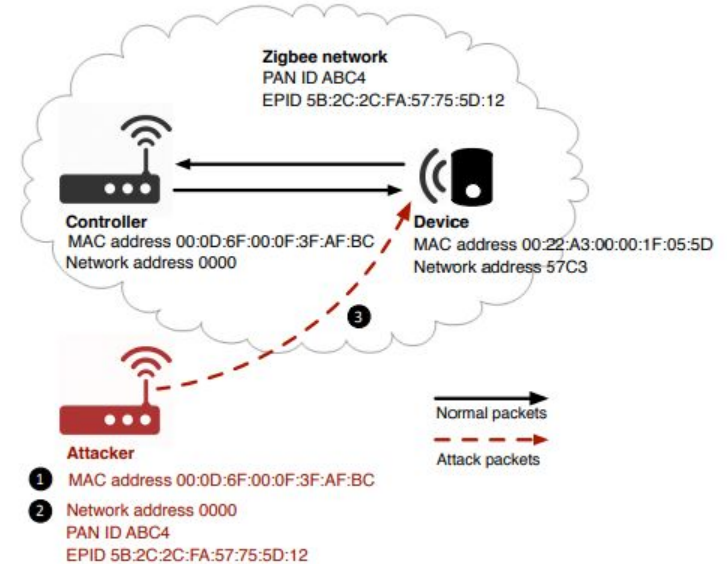 Zigbee network
PAN ID ABC4
EPID 5B:2C:2C:FA:57:75:5D:12
Controller
MAC address 00:0D:6F:00:0F:3F:AF:BC
Network address 0000
Device
MAC address 00:22:A3:00:00:1F:05:5D
Network address 57C3
3
Normal packets
Attack packets
Attacker
1 MAC address 00:0D:6F:00:0F:3F:AF:BC
2 Network address 0000
PAN ID ABC4
EPID 5B:2C:2C:FA:57:75:5D:12